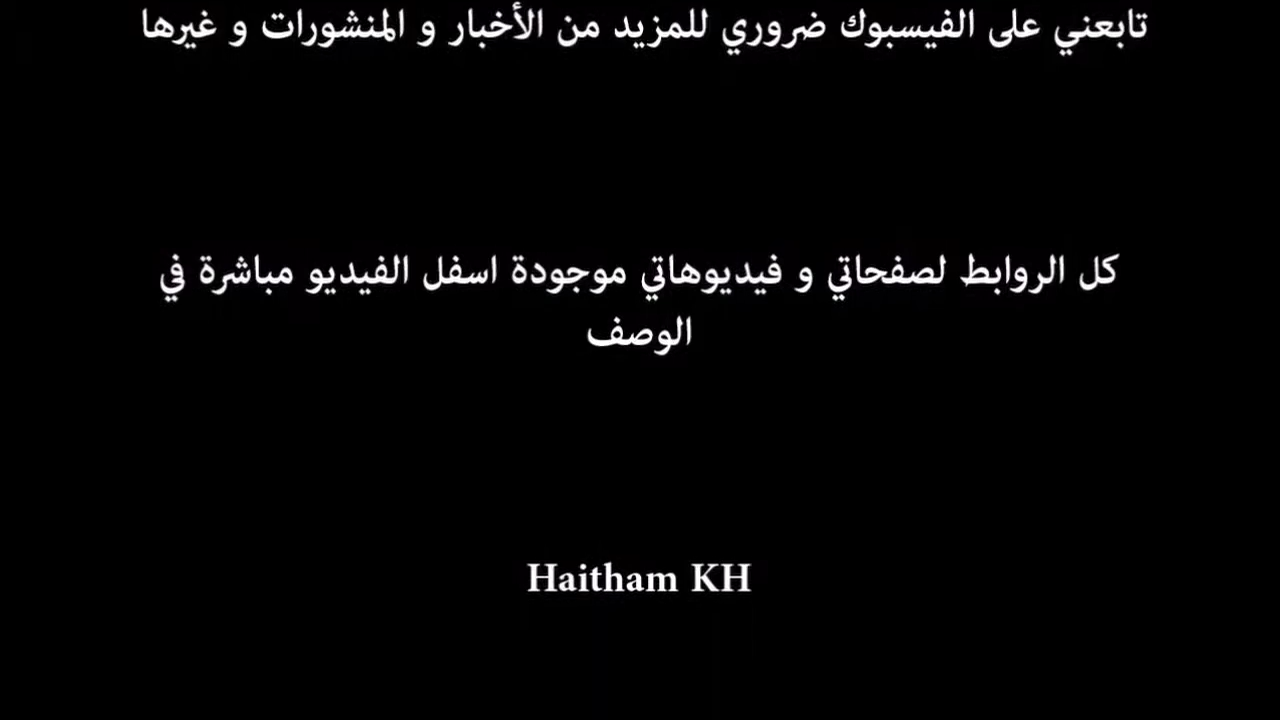 تابعني على الفيسبوك ضروري للمزيد من الأخبار و المنشورات و غيرها
كل الروابط لصفحاتي و فيديوهاتي موجودة اسفل الفيديو مباشرة في
الوصف
Haitham KH